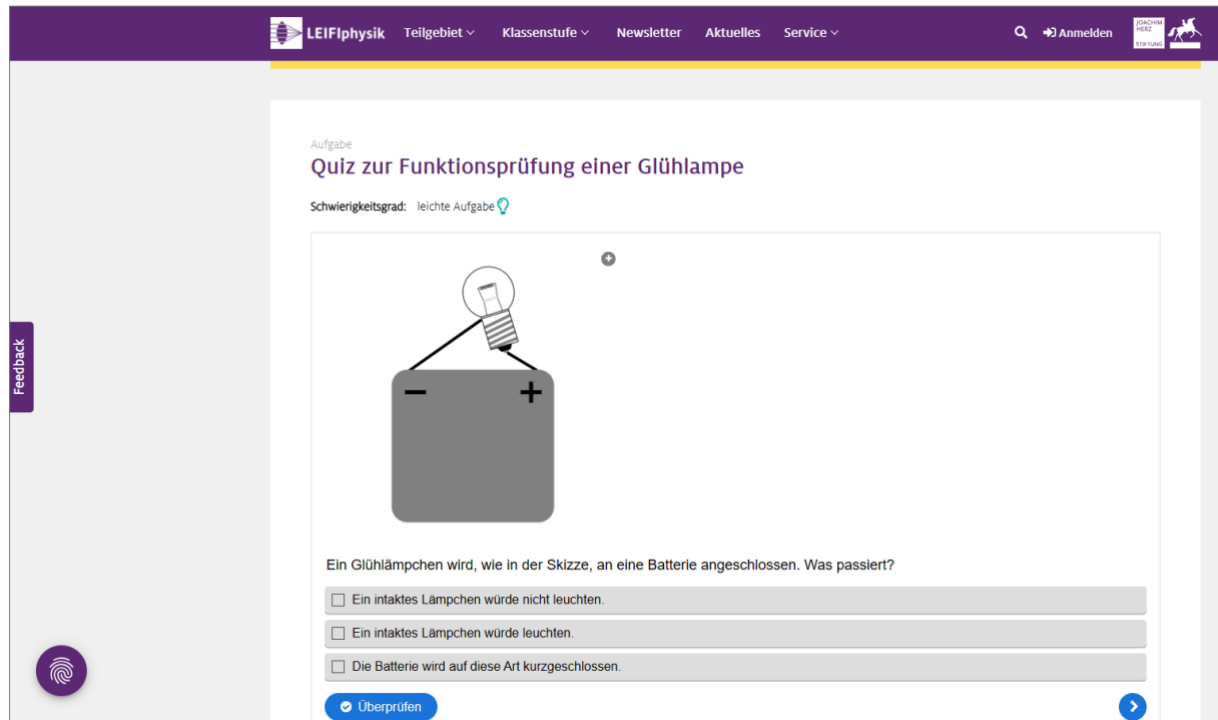 LEIFIphysik Teilgebiet Klassenstufe Newsletter Aktuelles Service Anmelden
JOACHIM
HERZ
STIFTUNG
Aufgabe
Quiz zur Funktionsprüfung einer Glühlampe
Schwierigkeitsgrad: leichte Aufgabe
− +
Feedback
Ein Glühlämpchen wird, wie in der Skizze, an eine Batterie angeschlossen. Was passiert?
Ein intaktes Lämpchen würde nicht leuchten.
Ein intaktes Lämpchen würde leuchten.
Die Batterie wird auf diese Art kurzgeschlossen.
Überprüfen